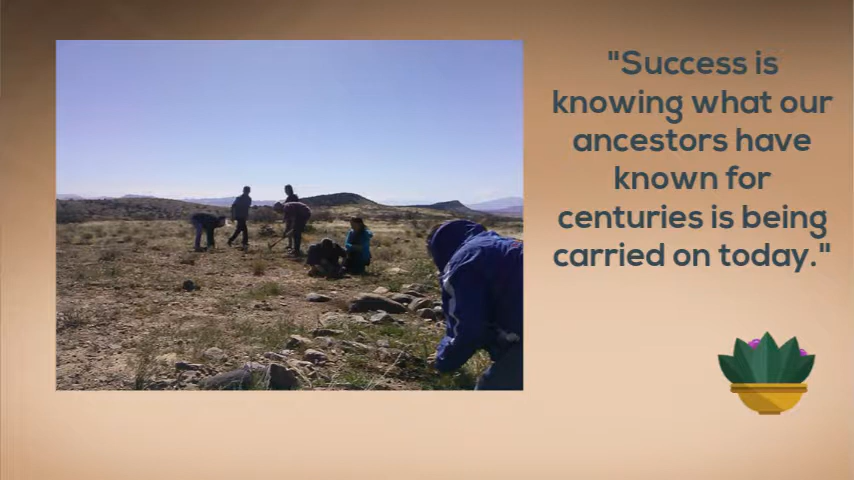 "Success is
knowing what our
ancestors have
known for
centuries is being
carried on today."